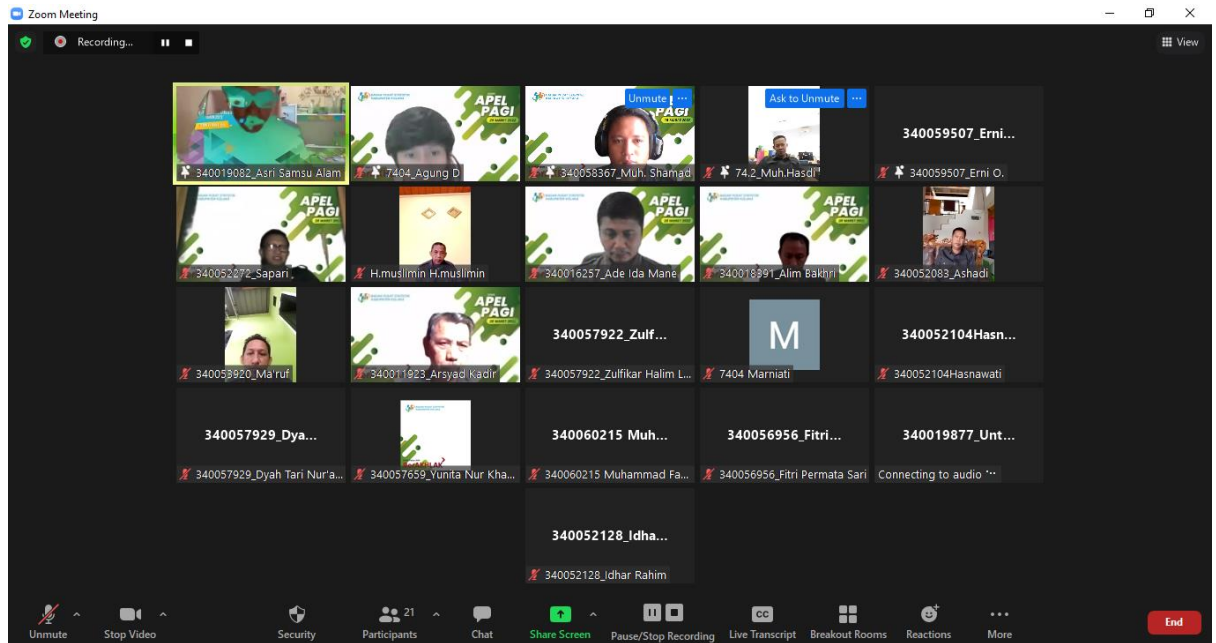 Zoom Meeting
Recording...
View
340019082_Asri Samsu Alam
APEL PAGI
7404_Agung D
Unmute ...
PAGI
340058367_Muh. Shamad
Ask to Unmute ...
74.2_Muh.Hasdi
340059507_Erni...
340059507_Erni O.
APEL PAGI
340052272_Sapari
H.muslimin H.muslimin
APEL PAGI
340016257_Ade Ida Mane
APEL PAGI
340018391_Alim Bakhri
340052083_Ashadi
340053920_Ma'ruf
APEL PAGI
340011923_Arsyad Kadir
340057922_Zulf...
340057922_Zulfikar Halim L...
M
7404 Marniati
340052104Hasn...
340052104Hasnawati
340057929_Dya...
340057929_Dyah Tari Nur'a...
340057659_Yunita Nur Kha...
340060215 Muh...
340060215 Muhammad Fa...
340056956_Fitri...
340056956_Fitri Permata Sari
340019877_Unt...
Connecting to audio ...
340052128_Idha...
340052128_Idhar Rahim
Unmute
Stop Video
Security
Participants 21
Chat
Share Screen
Pause/Stop Recording
CC
Live Transcript
Breakout Rooms
Reactions
More
End